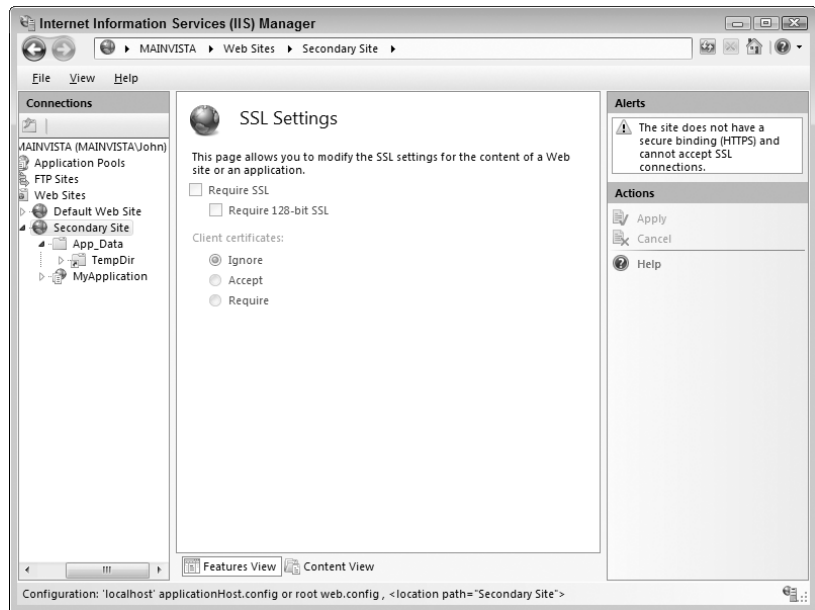 Internet Information Services (IIS) Manager
MAINVISTA Web Sites Secondary Site
File View Help
Connections
MAINVISTA (MAINVISTA\John)
Application Pools
FTP Sites
Web Sites
Default Web Site
Secondary Site
App_Data
TempDir
MyApplication
SSL Settings
This page allows you to modify the SSL settings for the content of a Web
site or an application.
Require SSL
Require 128-bit SSL
Client certificates:
Ignore
Accept
Require
Features View Content View
Alerts
The site does not have a
secure binding (HTTPS) and
cannot accept SSL
connections.
Actions
Apply
Cancel
Help
Configuration: 'localhost' applicationHost.config or root web.config , <location path="Secondary Site">